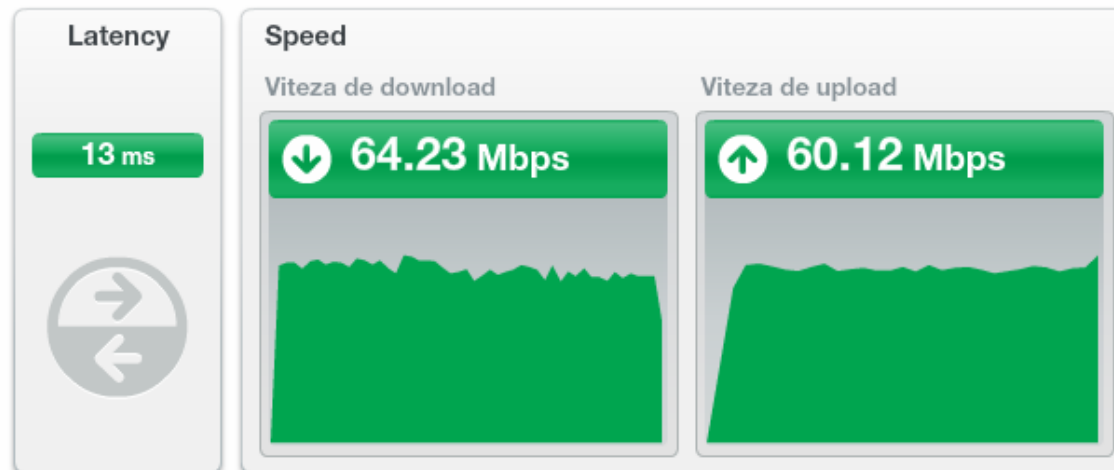 Latency
13 ms
Speed
Viteza de download
64.23 Mbps
Viteza de upload
60.12 Mbps